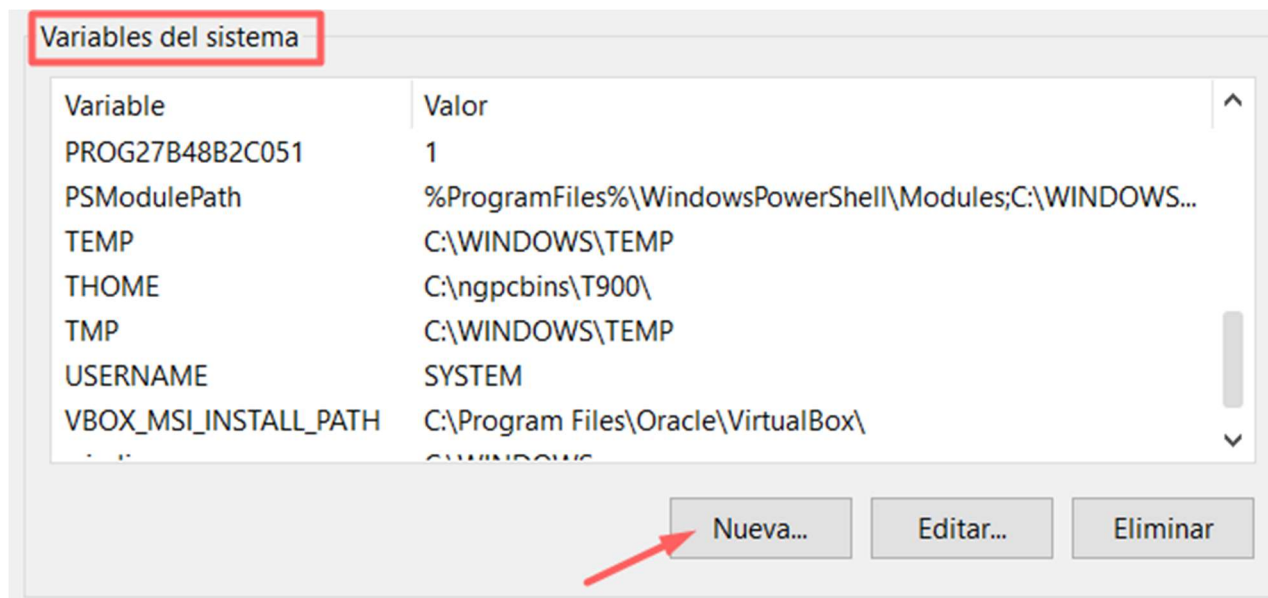 Variables del sistema
Variable Valor
PROG27B48B2C051 1
PSModulePath %ProgramFiles%\WindowsPowerShell\Modules;C:\WINDOWS...
TEMP C:\WINDOWS\TEMP
THOME C:\ngpcbins\T900\
TMP C:\WINDOWS\TEMP
USERNAME SYSTEM
VBOX_MSI_INSTALL_PATH C:\Program Files\Oracle\VirtualBox\
Nueva... Editar... Eliminar